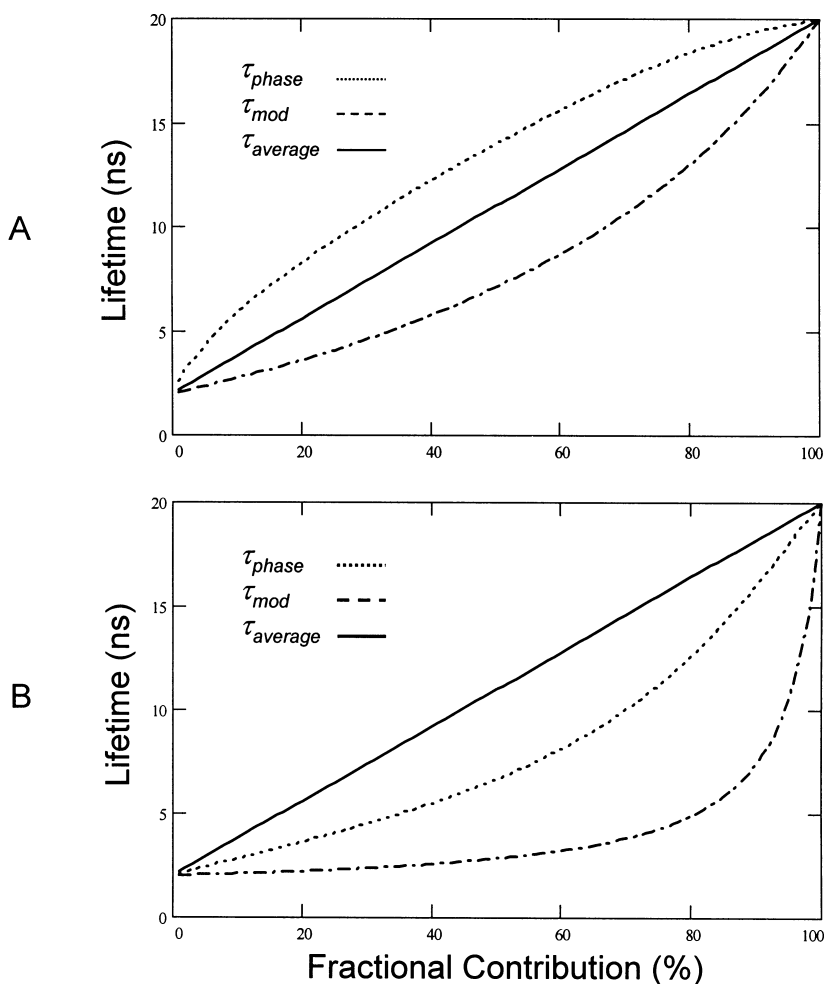 A
Lifetime (ns)
20
15
10
5
0
τphase
τmod
τaverage
0 20 40 60 80 100
B
Lifetime (ns)
20
15
10
5
0
τphase
τmod
τaverage
0 20 40 60 80 100
Fractional Contribution (%)